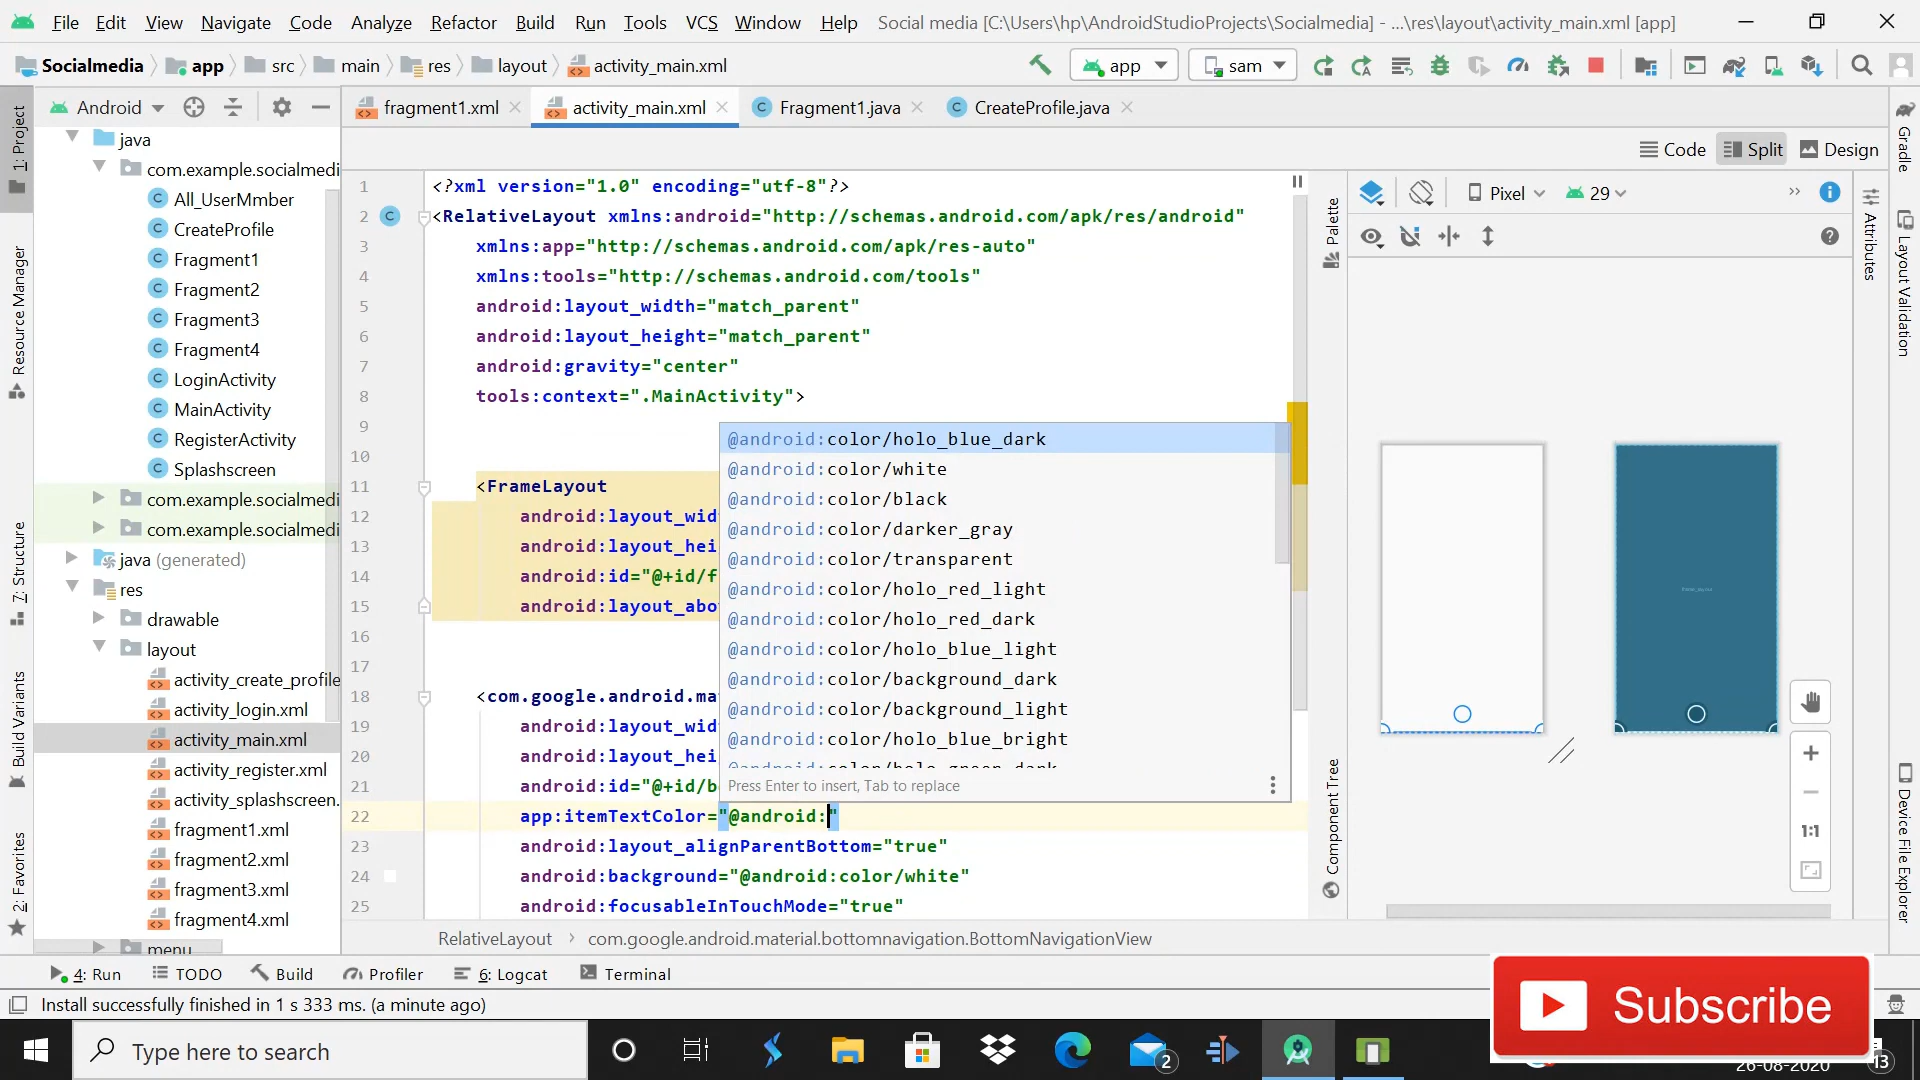 File Edit View Navigate Code Analyze Refactor Build Run Tools VCS Window Help Social media [C:\Users\hp\AndroidStudioProjects\Socialmedia] - ...\res\layout\activity_main.xml [app]
Socialmedia app src main res layout activity_main.xml app sam
Android fragment1.xml activity_main.xml Fragment1.java CreateProfile.java
Code Split Design
1: Project
Resource Manager
7: Structure
Build Variants
2: Favorites
java
com.example.socialmedi
All_UserMmber
CreateProfile
Fragment1
Fragment2
Fragment3
Fragment4
LoginActivity
MainActivity
RegisterActivity
Splashscreen
com.example.socialmedi
com.example.socialmedi
java (generated)
res
drawable
layout
activity_create_profile
activity_login.xml
activity_main.xml
activity_register.xml
activity_splashscreen.
fragment1.xml
fragment2.xml
fragment3.xml
fragment4.xml
menu
1 <?xml version="1.0" encoding="utf-8"?>
2 <RelativeLayout xmlns:android="http://schemas.android.com/apk/res/android"
3 xmlns:app="http://schemas.android.com/apk/res-auto"
4 xmlns:tools="http://schemas.android.com/tools"
5 android:layout_width="match_parent"
6 android:layout_height="match_parent"
7 android:gravity="center"
8 tools:context=".MainActivity">
9
10
11 <FrameLayout
12 android:layout_wid
13 android:layout_hei
14 android:id="@+id/f
15 android:layout_abo
16
17
18 <com.google.android.ma
19 android:layout_wid
20 android:layout_hei
21 android:id="@+id/b
22 app:itemTextColor="@android:"
23 android:layout_alignParentBottom="true"
24 android:background="@android:color/white"
25 android:focusableInTouchMode="true"
@android:color/holo_blue_dark
@android:color/white
@android:color/black
@android:color/darker_gray
@android:color/transparent
@android:color/holo_red_light
@android:color/holo_red_dark
@android:color/holo_blue_light
@android:color/background_dark
@android:color/background_light
@android:color/holo_blue_bright
@android:color/holo_green_dark
Press Enter to insert, Tab to replace
RelativeLayout com.google.android.material.bottomnavigation.BottomNavigationView
Palette
Component Tree
Pixel 29
1:1
Attributes
Gradle
Layout Validation
Device File Explorer
4: Run TODO Build Profiler 6: Logcat Terminal
Install successfully finished in 1 s 333 ms. (a minute ago)
Subscribe
Type here to search
2
26-08-2020
13